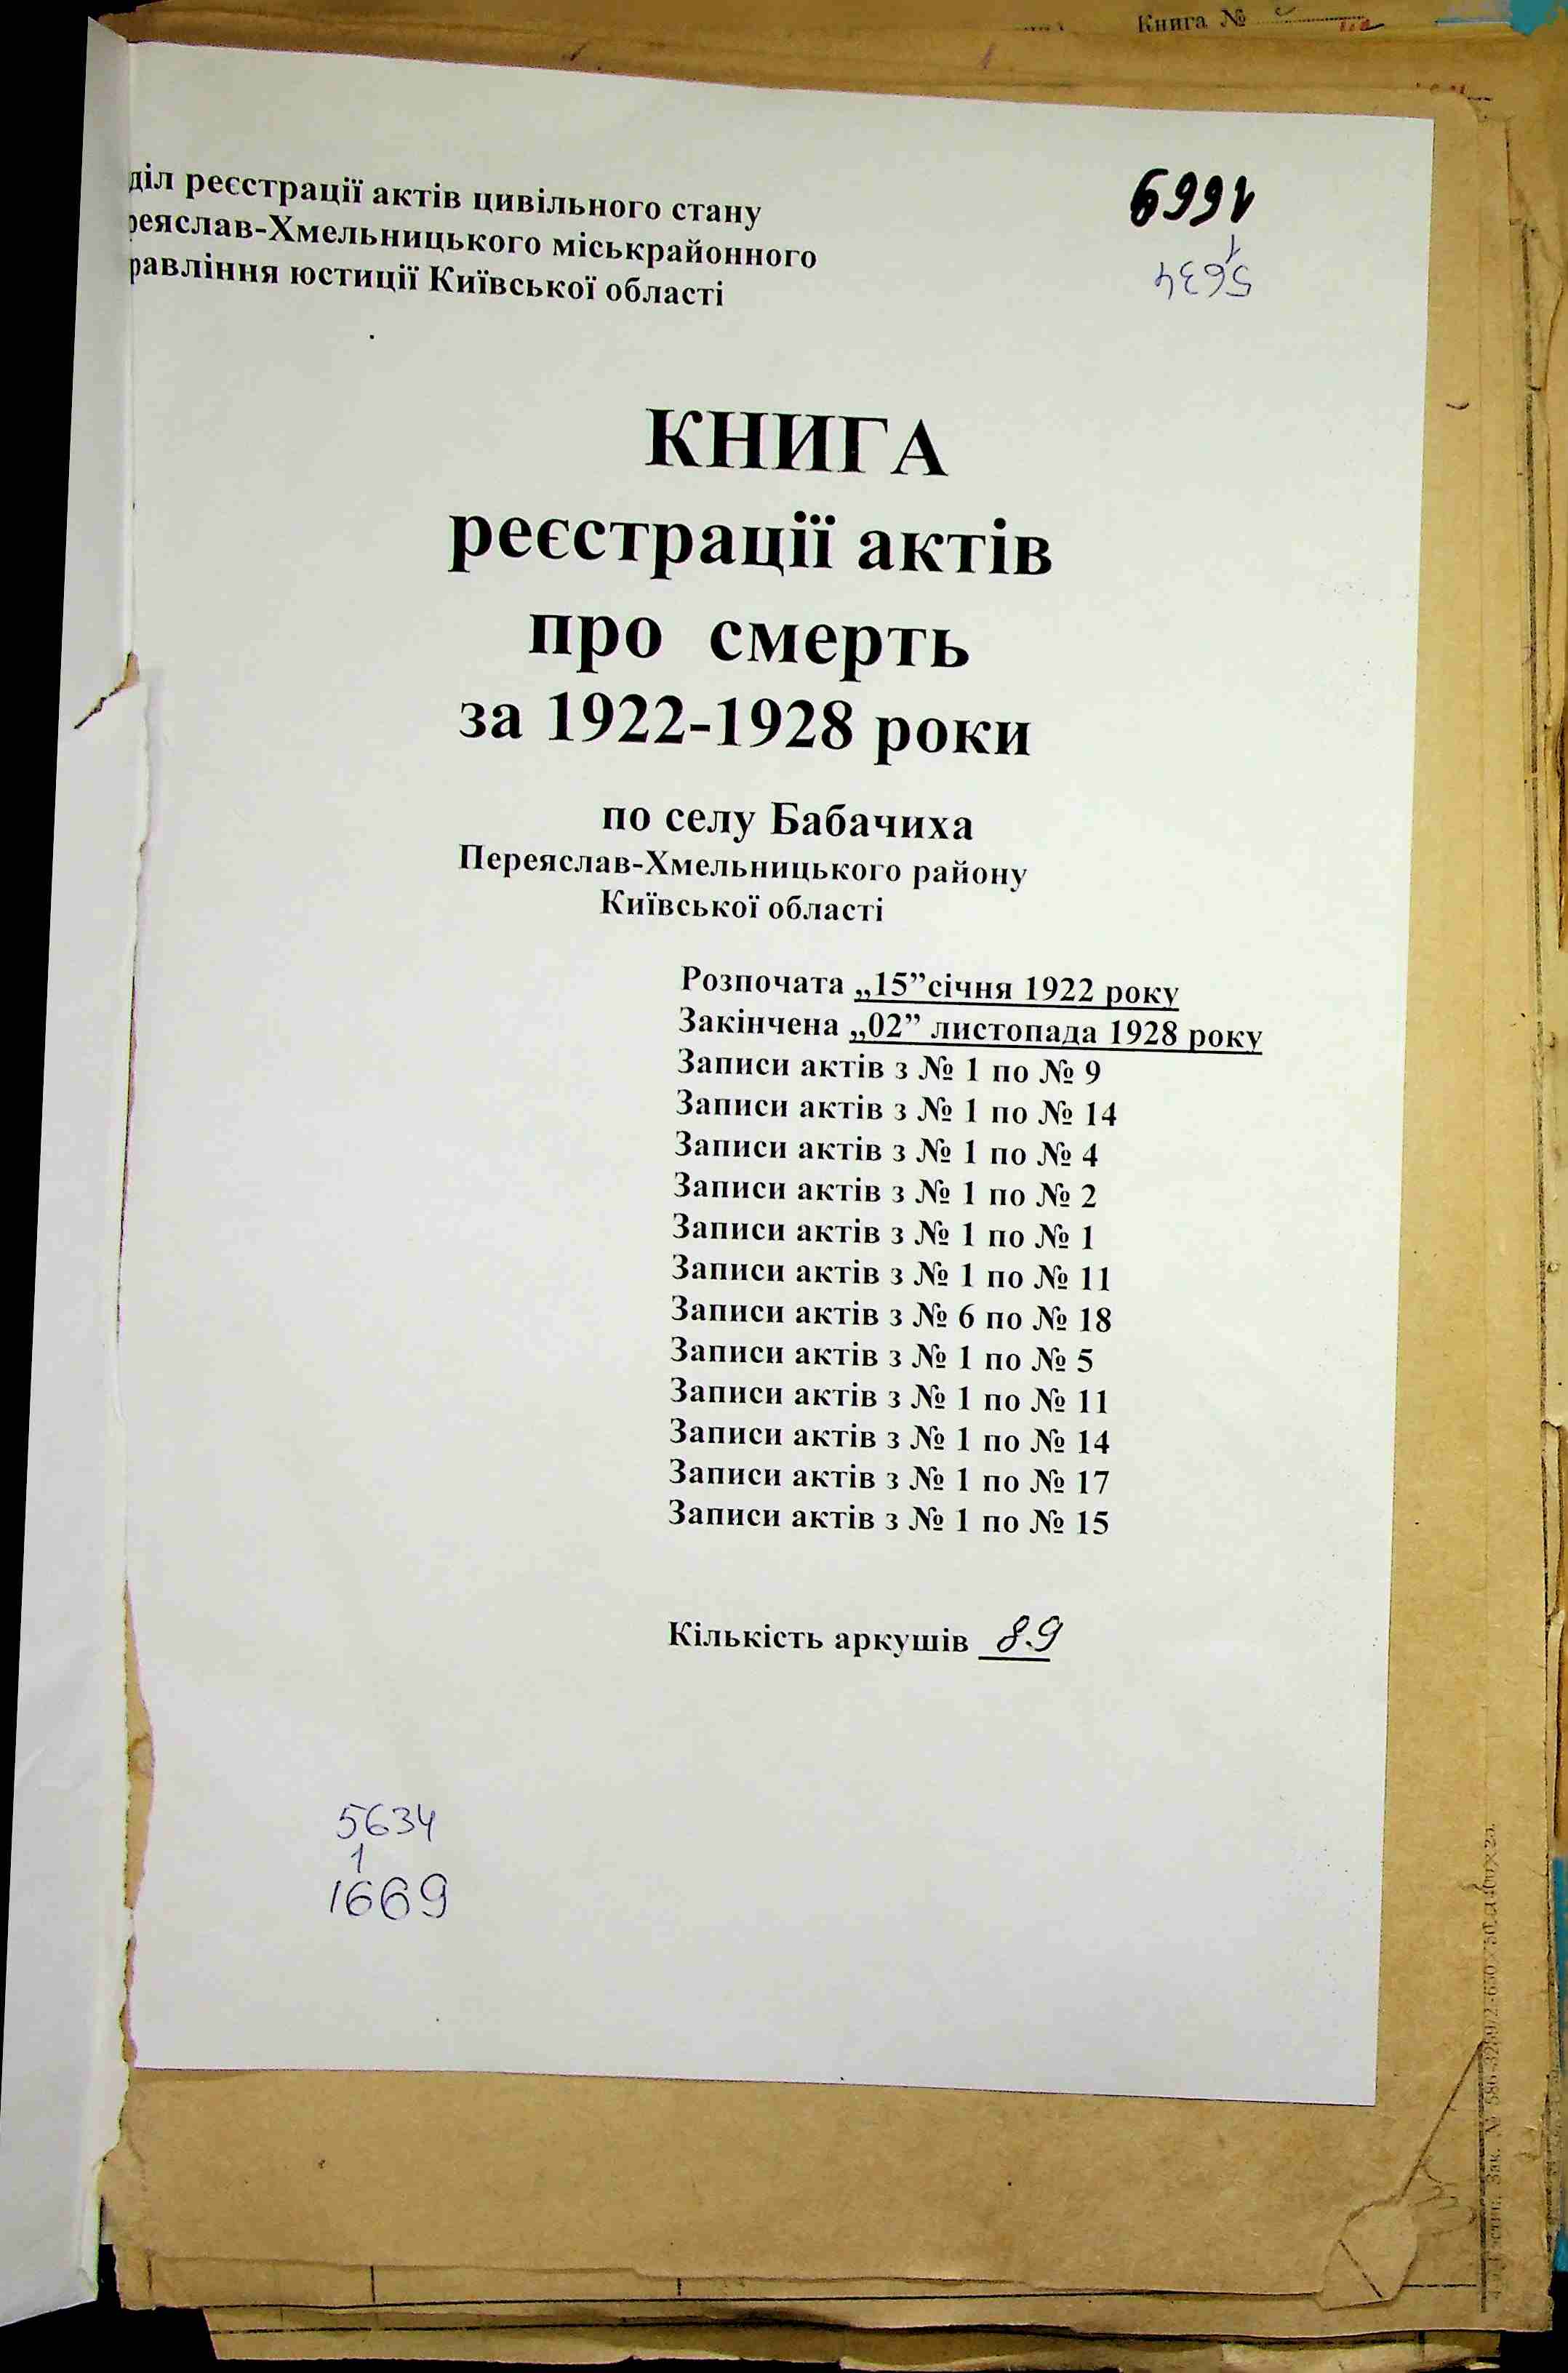 Книга №
діл реєстрації актів цивільного стану
реяслав-Хмельницького міськрайонного
равління юстиції Київської області
1669
1
5634
КНИГА
реєстрації актів
про смерть
за 1922-1928 роки
по селу Бабачиха
Переяслав-Хмельницького району
Київської області
Розпочата „15”січня 1922 року
Закінчена „02” листопада 1928 року
Записи актів з № 1 по № 9
Записи актів з № 1 по № 14
Записи актів з № 1 по № 4
Записи актів з № 1 по № 2
Записи актів з № 1 по № 1
Записи актів з № 1 по № 11
Записи актів з № 6 по № 18
Записи актів з № 1 по № 5
Записи актів з № 1 по № 11
Записи актів з № 1 по № 14
Записи актів з № 1 по № 17
Записи актів з № 1 по № 15
Кількість аркушів 89
5634
1
1669